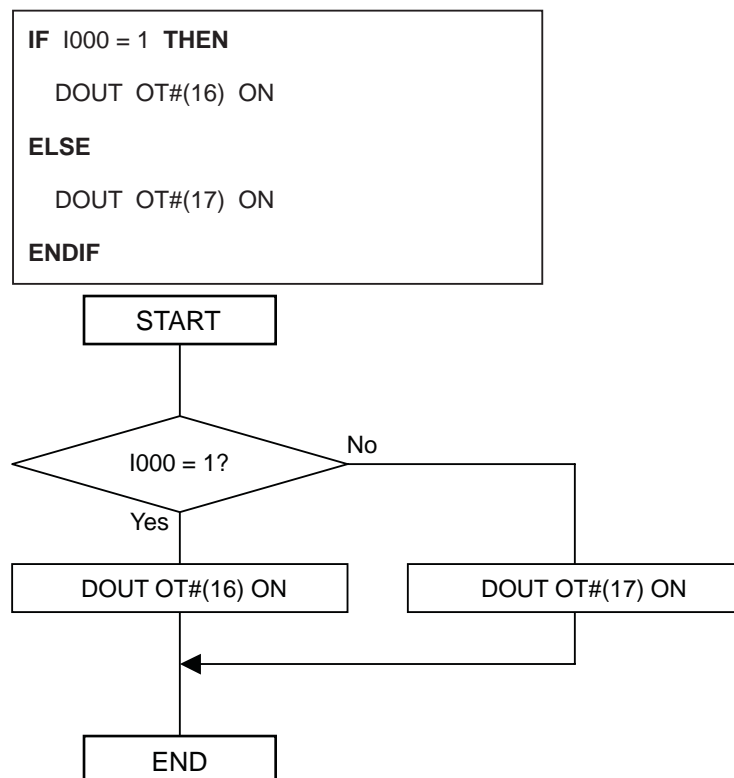 IF I000 = 1 THEN
DOUT OT#(16) ON
ELSE
DOUT OT#(17) ON
ENDIF
START
I000 = 1?
No
Yes
DOUT OT#(16) ON
DOUT OT#(17) ON
END